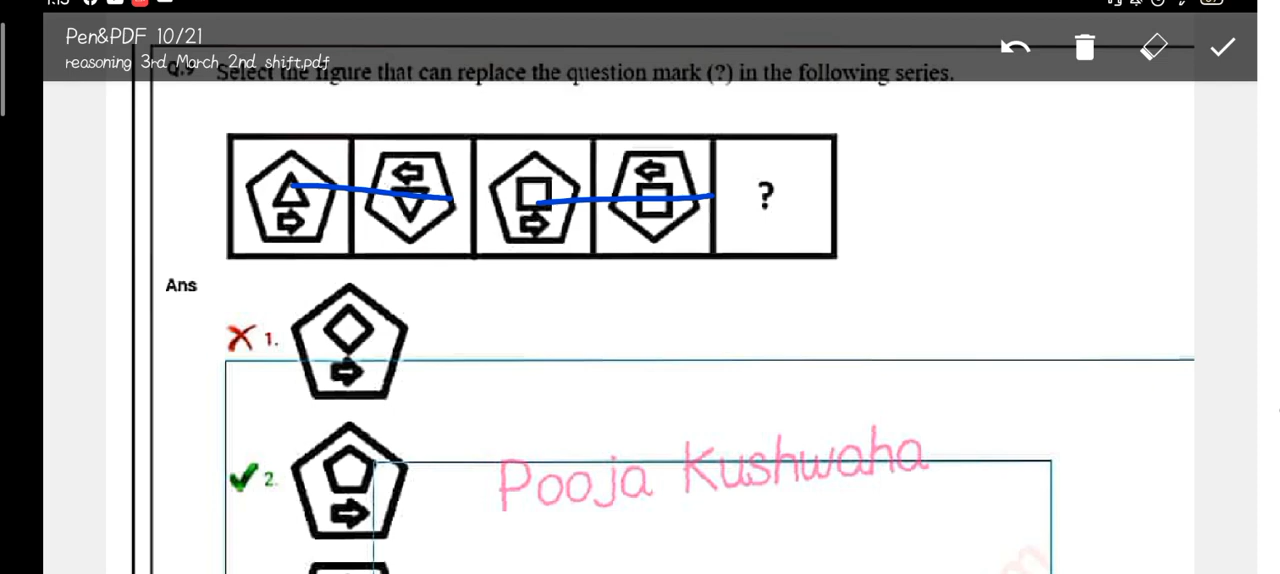 Pen&PDF 10/21
reasoning 3rd March 2nd shift.pdf
Q.9 Select the figure that can replace the question mark (?) in the following series.
?
Ans
1.
2.
Pooja Kushwaha